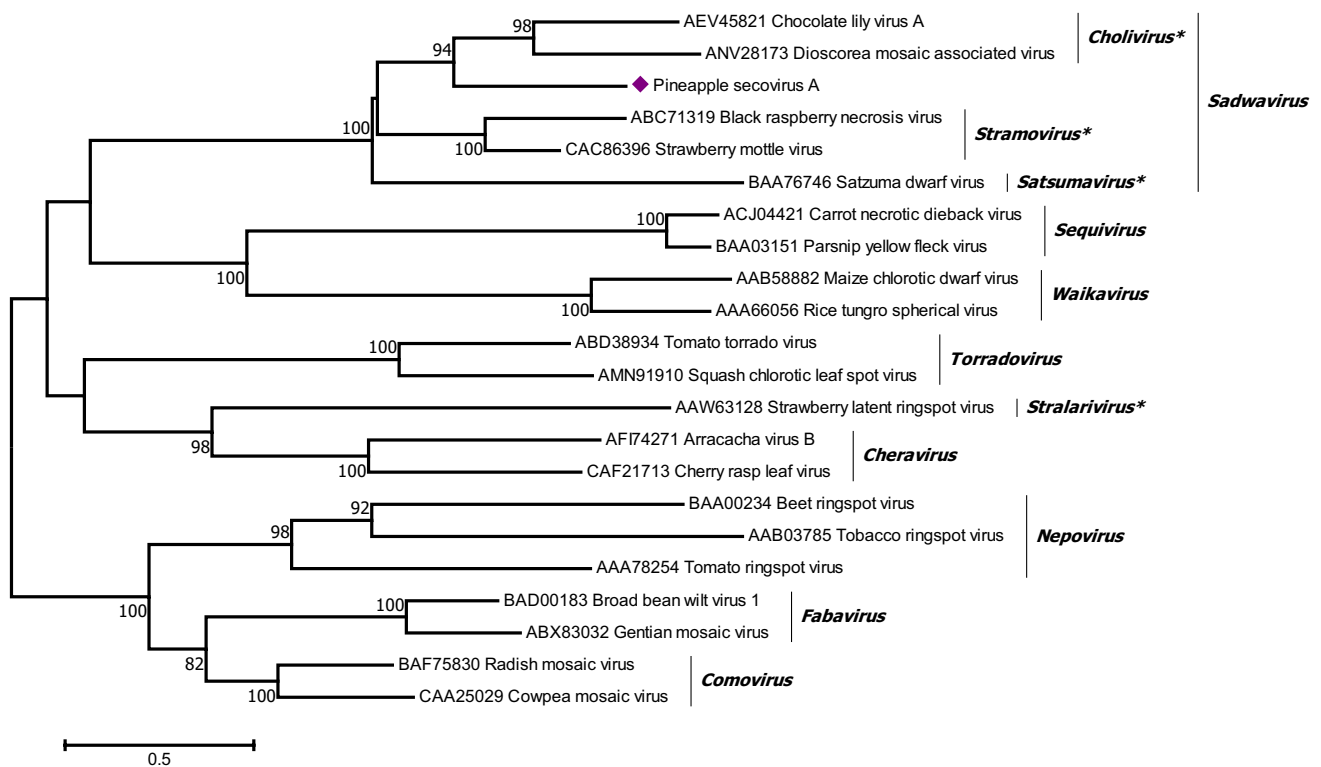 AEV45821 Chocolate lily virus A
98
Cholivirus*
94
ANV28173 Dioscorea mosaic associated virus
Pineapple secovirus A
Sadwavirus
ABC71319 Black raspberry necrosis virus
100
Stramovirus*
100
CAC86396 Strawberry mottle virus
BAA76746 Satzuma dwarf virus
Satsumavirus*
ACJ04421 Carrot necrotic dieback virus
100
Sequivirus
BAA03151 Parsnip yellow fleck virus
100
AAB58882 Maize chlorotic dwarf virus
Waikavirus
100
AAA66056 Rice tungro spherical virus
ABD38934 Tomato torrado virus
100
Torradovirus
AMN91910 Squash chlorotic leaf spot virus
AAW63128 Strawberry latent ringspot virus
Stralarivirus*
98
AFI74271 Arracacha virus B
Cheravirus
100
CAF21713 Cherry rasp leaf virus
BAA00234 Beet ringspot virus
92
98
AAB03785 Tobacco ringspot virus
Nepovirus
AAA78254 Tomato ringspot virus
100
BAD00183 Broad bean wilt virus 1
100
Fabavirus
ABX83032 Gentian mosaic virus
82
BAF75830 Radish mosaic virus
Comovirus
100
CAA25029 Cowpea mosaic virus
0.5